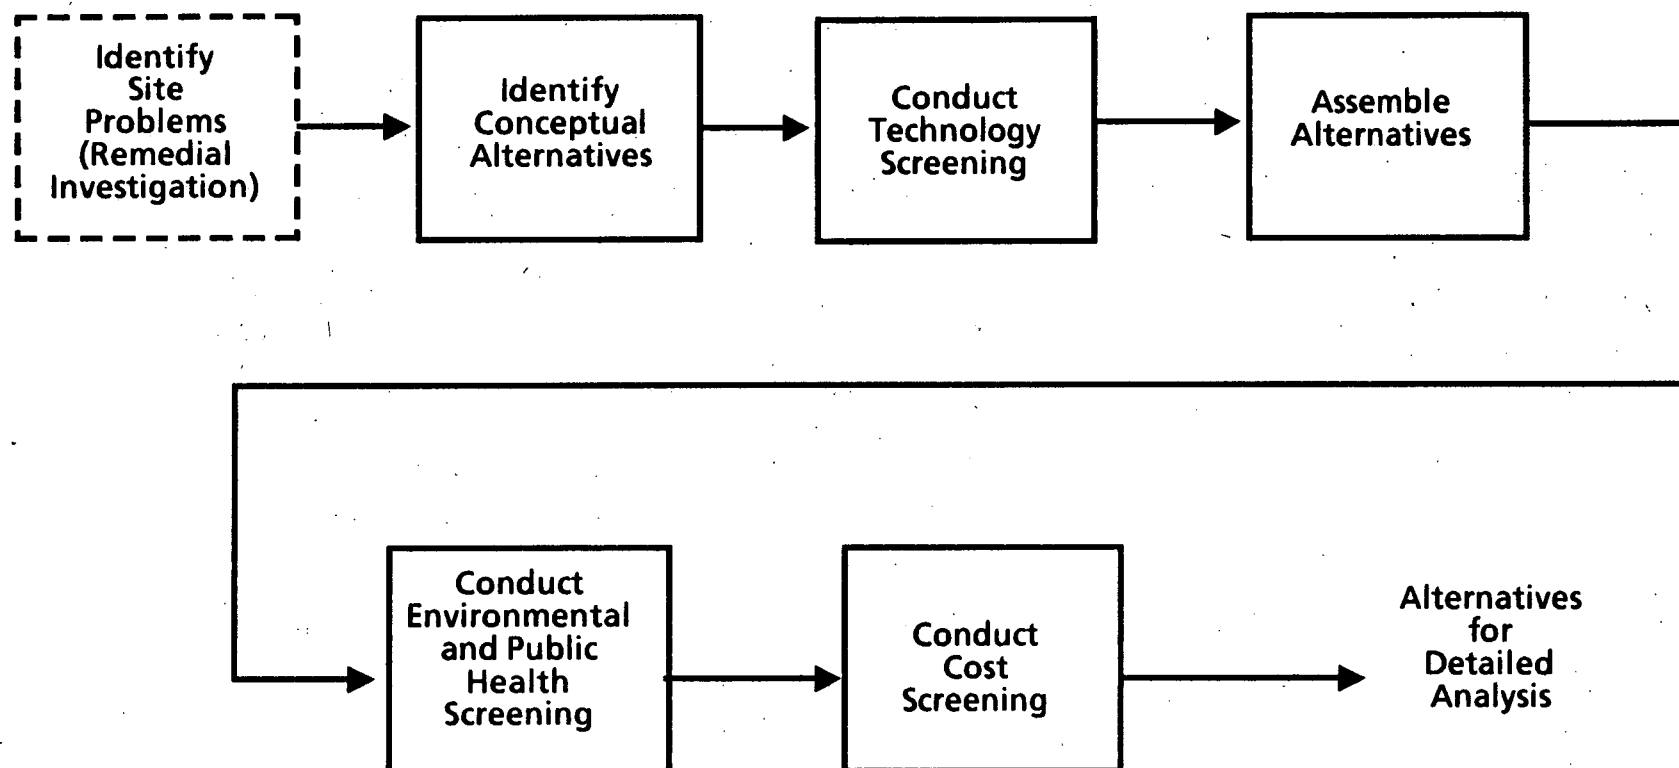 Identify
Site
Problems
(Remedial
Investigation)
Identify
Conceptual
Alternatives
Conduct
Technology
Screening
Assemble
Alternatives
Conduct
Environmental
and Public
Health
Screening
Conduct
Cost
Screening
Alternatives
for
Detailed
Analysis